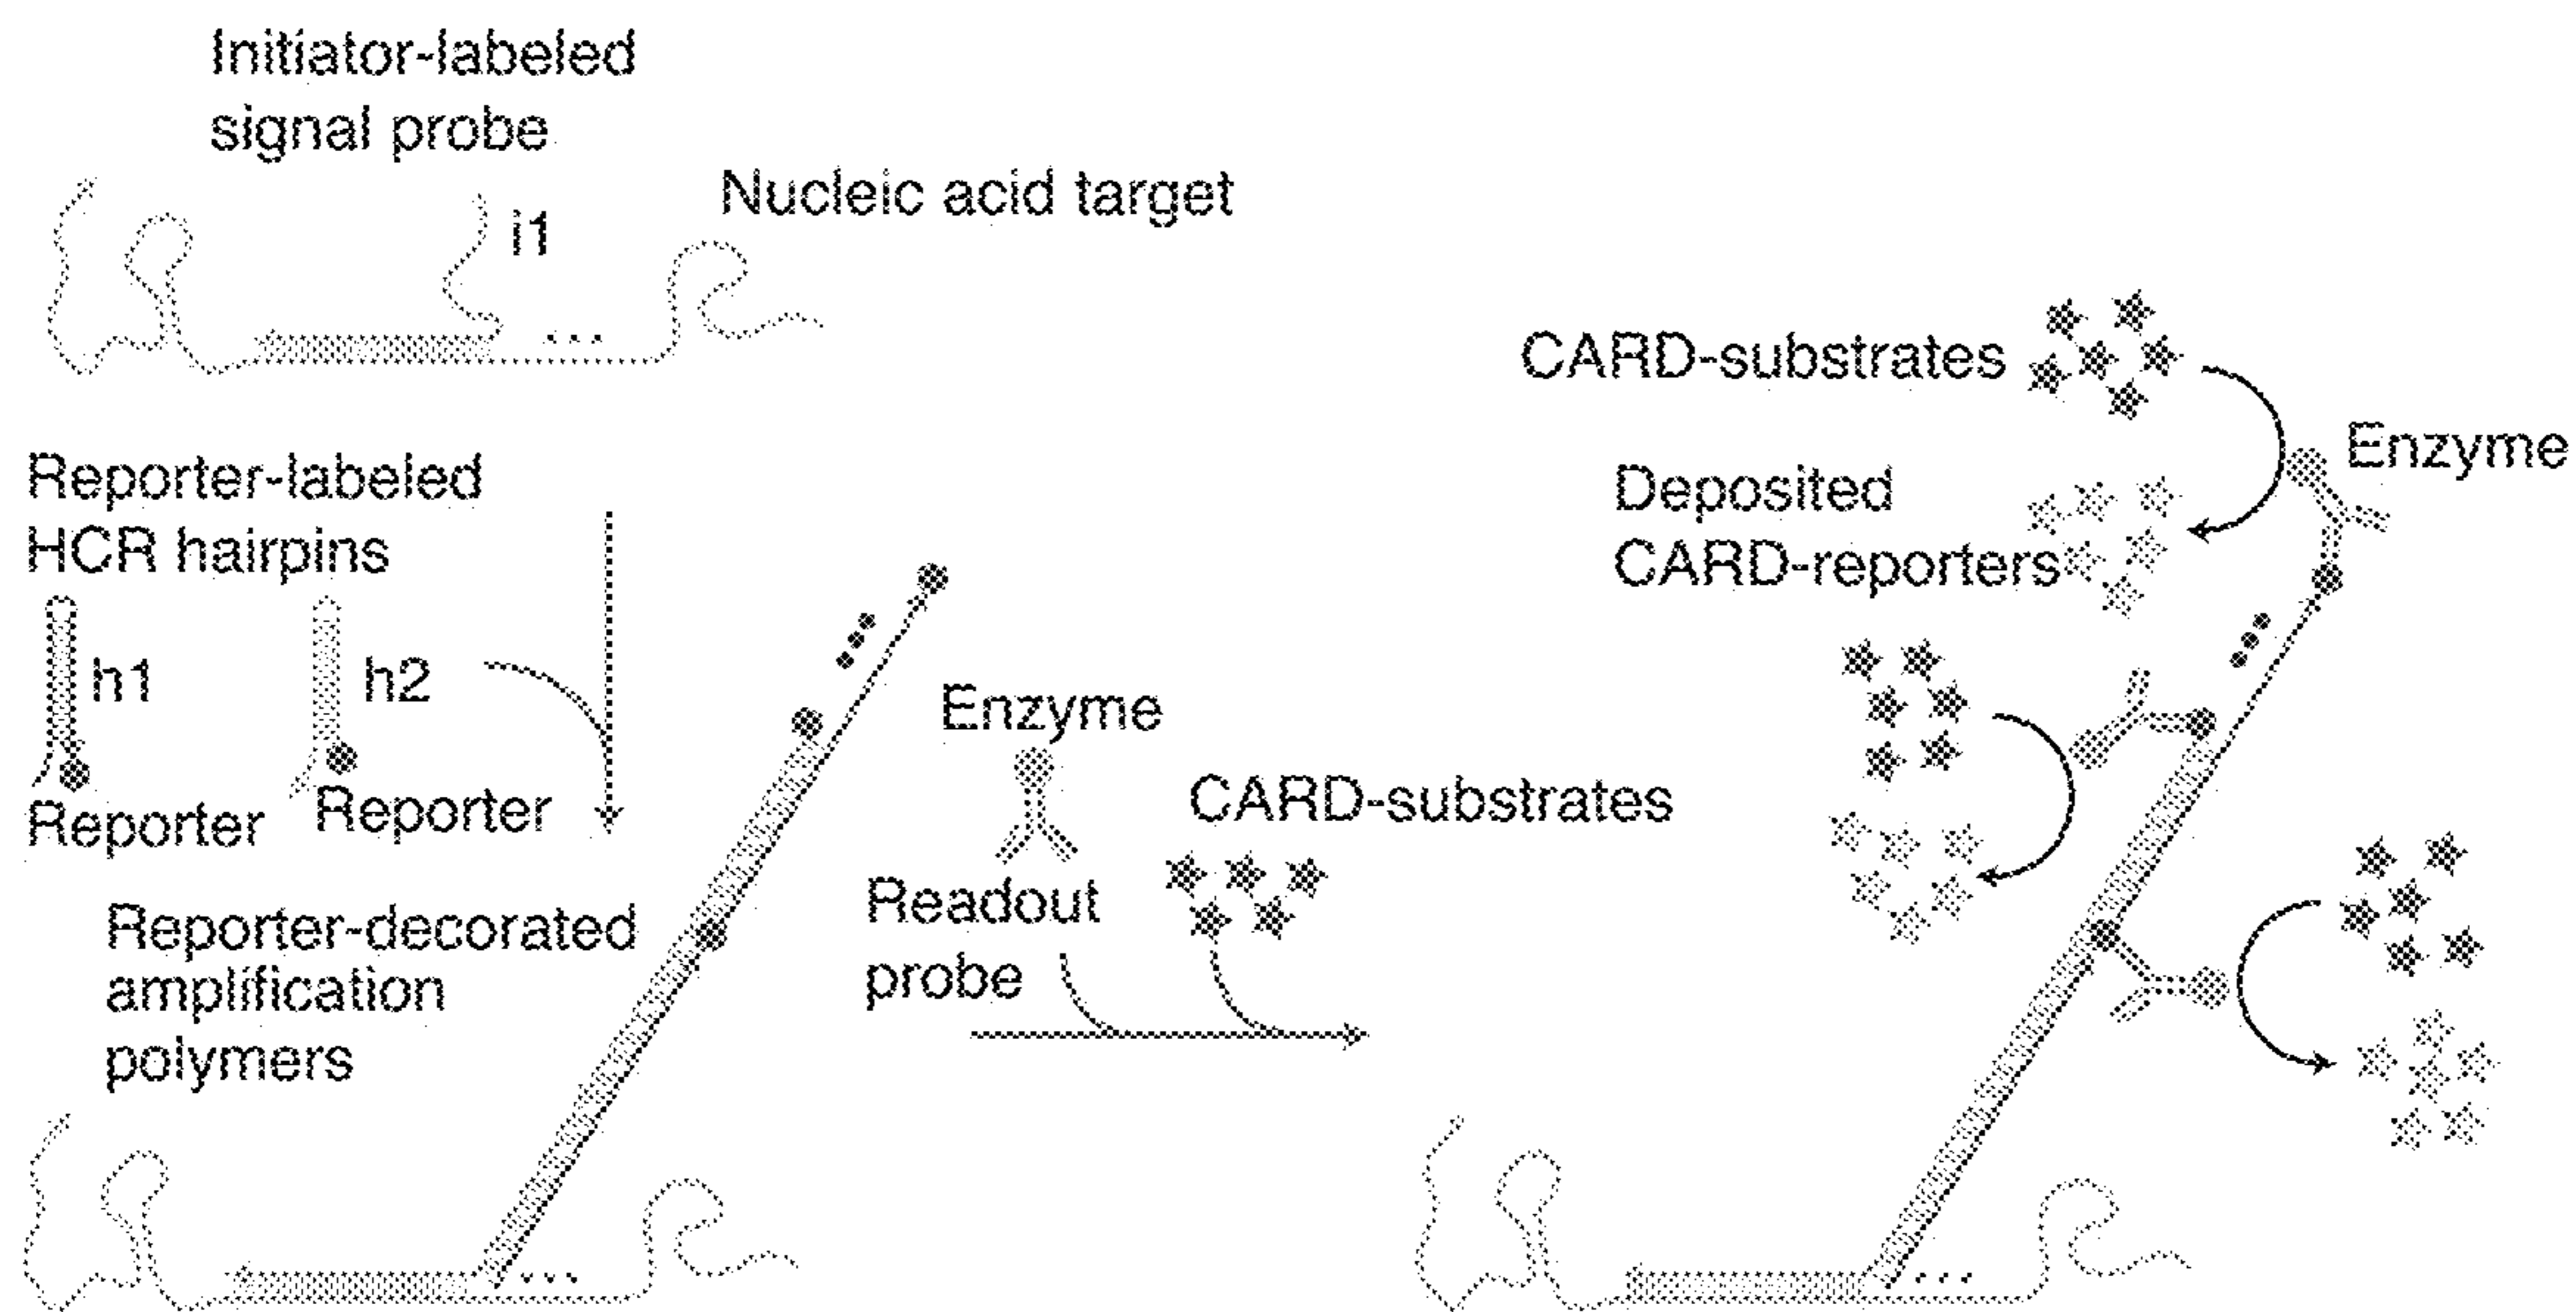 Initiator-labeled
signal probe
i1
Nucleic acid target
Reporter-labeled
HCR hairpins
h1
h2
Reporter
Reporter
Reporter-decorated
amplification
polymers
Enzyme
CARD-substrates
Readout
probe
CARD-substrates
Enzyme
Deposited
CARD-reporters